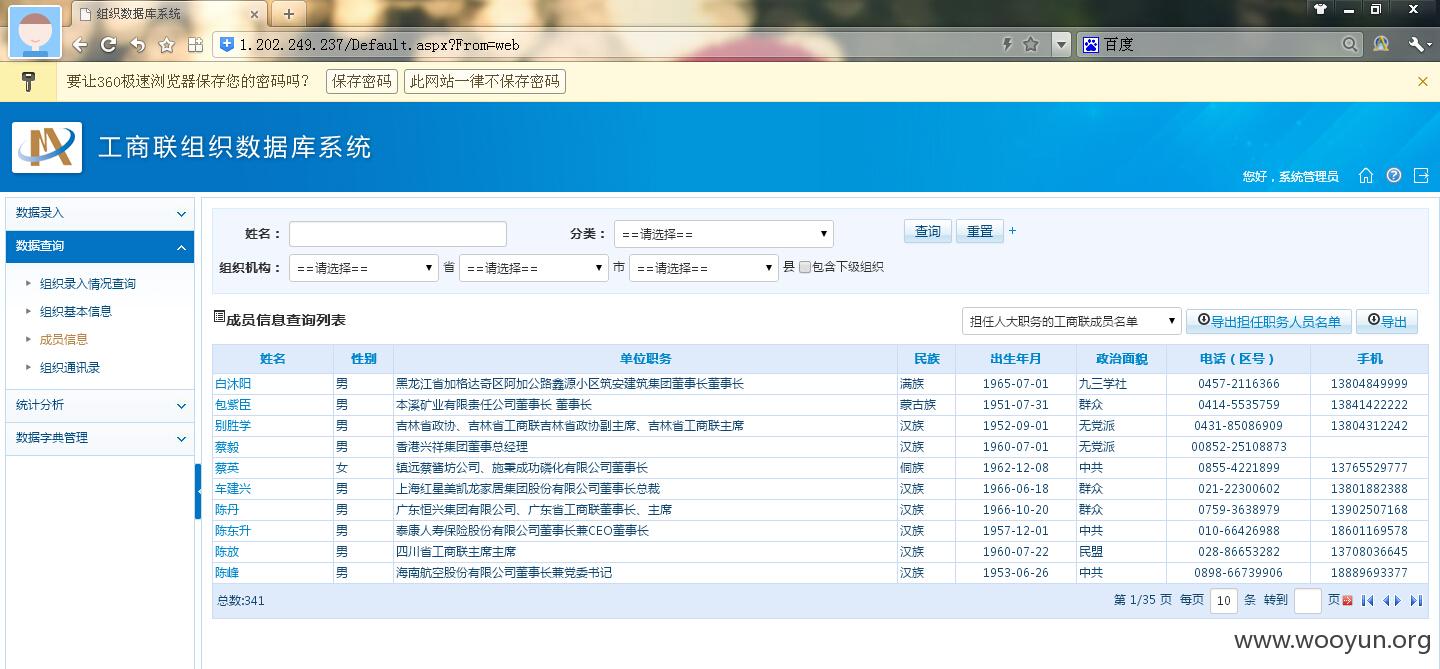 组织数据库系统
1.202.249.237/Default.aspx?From=web
百度
要让360极速浏览器保存您的密码吗？ 保存密码 此网站一律不保存密码
工商联组织数据库系统
您好，系统管理员
数据录入
数据查询
组织录入情况查询
组织基本信息
成员信息
组织通讯录
统计分析
数据字典管理
姓名： 分类： ==请选择== 查询 重置 +
组织机构： ==请选择== 省 ==请选择== 市 ==请选择== 县 包含下级组织
成员信息查询列表 担任人大职务的工商联成员名单 导出担任职务人员名单 导出
姓名 性别 单位职务 民族 出生年月 政治面貌 电话（区号） 手机
白沐阳 男 黑龙江省加格达奇区阿加公路鑫源小区筑安建筑集团董事长董事长 满族 1965-07-01 九三学社 0457-2116366 13804849999
包紫臣 男 本溪矿业有限责任公司董事长 董事长 蒙古族 1951-07-31 群众 0414-5535759 13841422222
别胜学 男 吉林省政协、吉林省工商联吉林省政协副主席、吉林省工商联主席 汉族 1952-09-01 无党派 0431-85086909 13804312242
蔡毅 男 香港兴祥集团董事总经理 汉族 1960-07-01 无党派 00852-25108873
蔡英 女 镇远蔡酱坊公司、施秉成功磷化有限公司董事长 侗族 1962-12-08 中共 0855-4221899 13765529777
车建兴 男 上海红星美凯龙家居集团股份有限公司董事长总裁 汉族 1966-06-18 群众 021-22300602 13801882388
陈丹 男 广东恒兴集团有限公司、广东省工商联董事长、主席 汉族 1966-10-20 群众 0759-3638979 13902507168
陈东升 男 泰康人寿保险股份有限公司董事长兼CEO董事长 汉族 1957-12-01 中共 010-66426988 18601169578
陈放 男 四川省工商联主席主席 汉族 1960-07-22 民盟 028-86653282 13708036645
陈峰 男 海南航空股份有限公司董事长兼党委书记 汉族 1953-06-26 中共 0898-66739906 18889693377
总数:341 第 1/35 页 每页 10 条 转到 页
www.wooyun.org